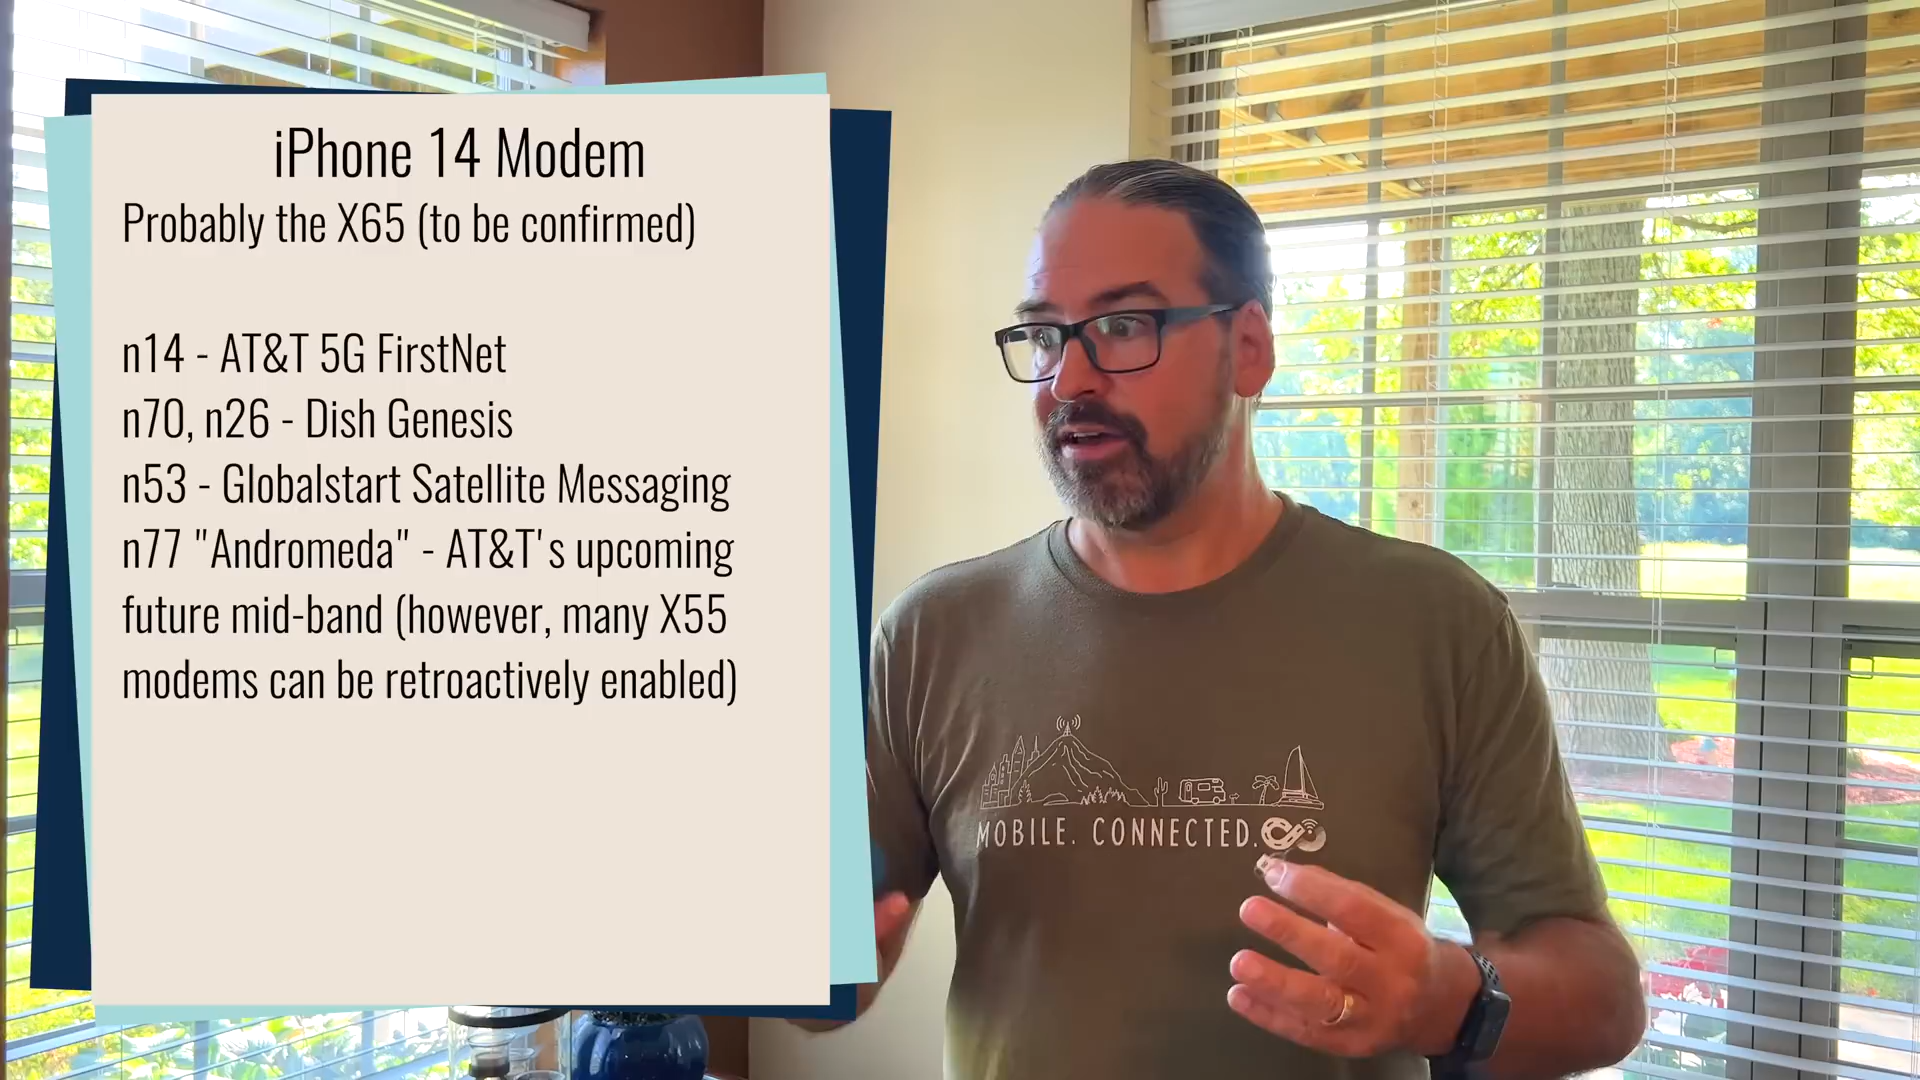 iPhone 14 Modem
Probably the X65 (to be confirmed)
n14 - AT&T 5G FirstNet
n70, n26 - Dish Genesis
n53 - Globalstart Satellite Messaging
n77 "Andromeda" - AT&T's upcoming
future mid-band (however, many X55
modems can be retroactively enabled)
MOBILE. CONNECTED.